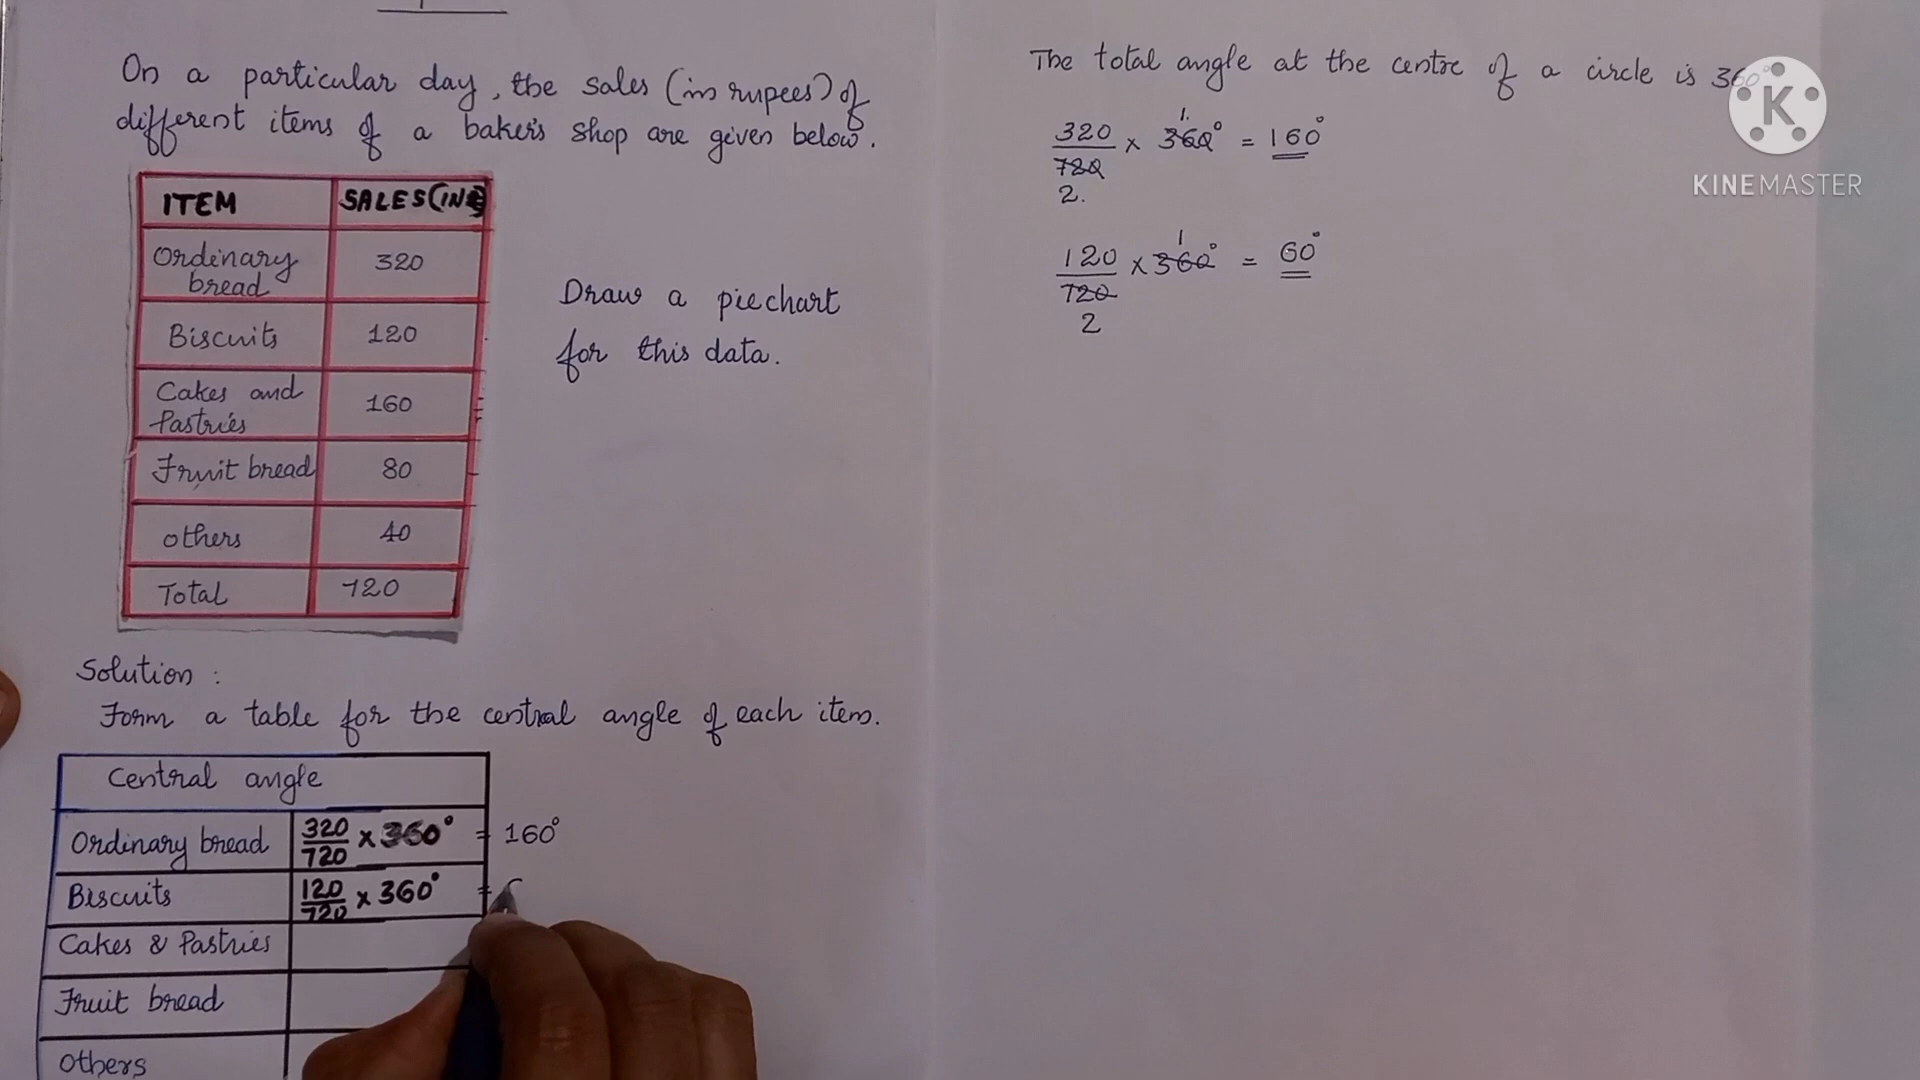 On a particular day, the sales (in rupees) of
different items of a baker's shop are given below.
ITEM SALES(IN₹)
Ordinary bread 320
Biscuits 120
Cakes and Pastries 160
Fruit bread 80
others 40
Total 720
Draw a piechart
for this data.
Solution :
Form a table for the central angle of each item.
Central angle
Ordinary bread 320/720 × 360° = 160°
Biscuits 120/720 × 360° =
Cakes & Pastries
Fruit bread
Others
The total angle at the centre of a circle is 360°
320/720 × 360° = 160°
1.
2.
120/720 × 360° = 60°
1
2
K
KINEMASTER